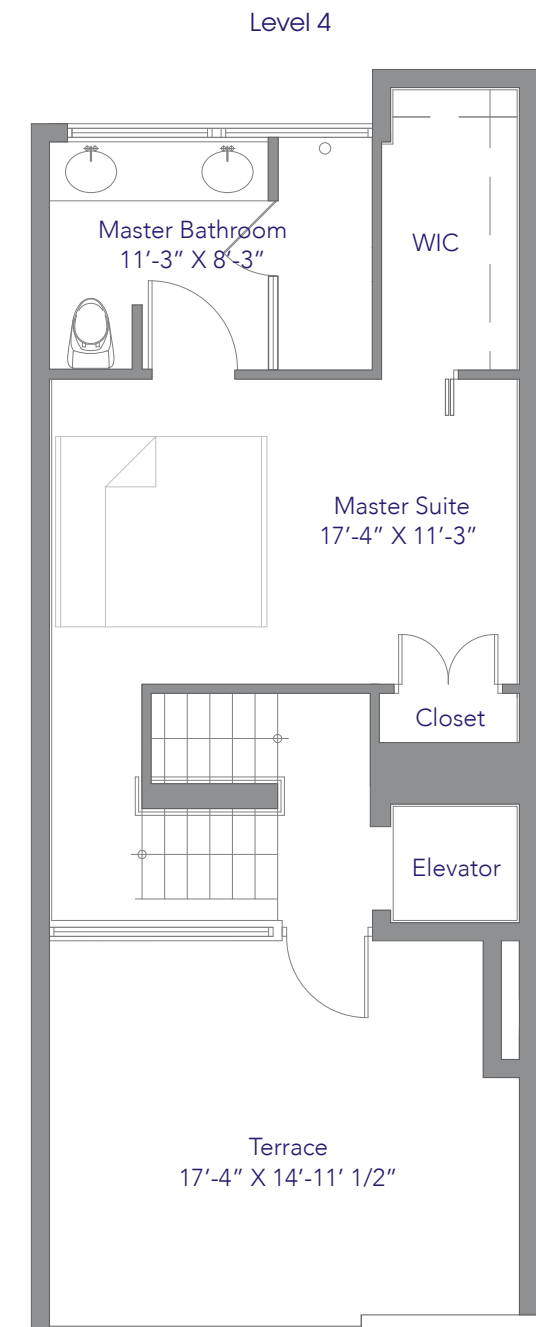 Level 4
Master Bathroom
11’-3” X 8’-3”
WIC
Master Suite
17’-4” X 11’-3”
Closet
Elevator
Terrace
17’-4” X 14’-11’ 1/2”